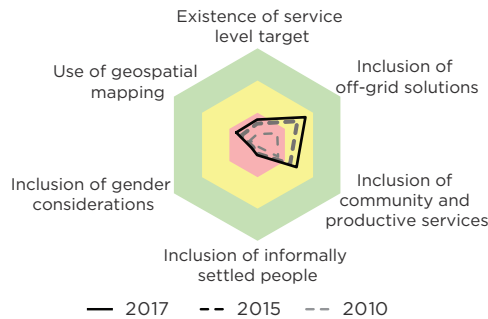 Existence of service
level target
Use of geospatial
mapping
Inclusion of
off-grid solutions
Inclusion of gender
considerations
Inclusion of
community and
productive services
Inclusion of informally
settled people
2017 2015 2010